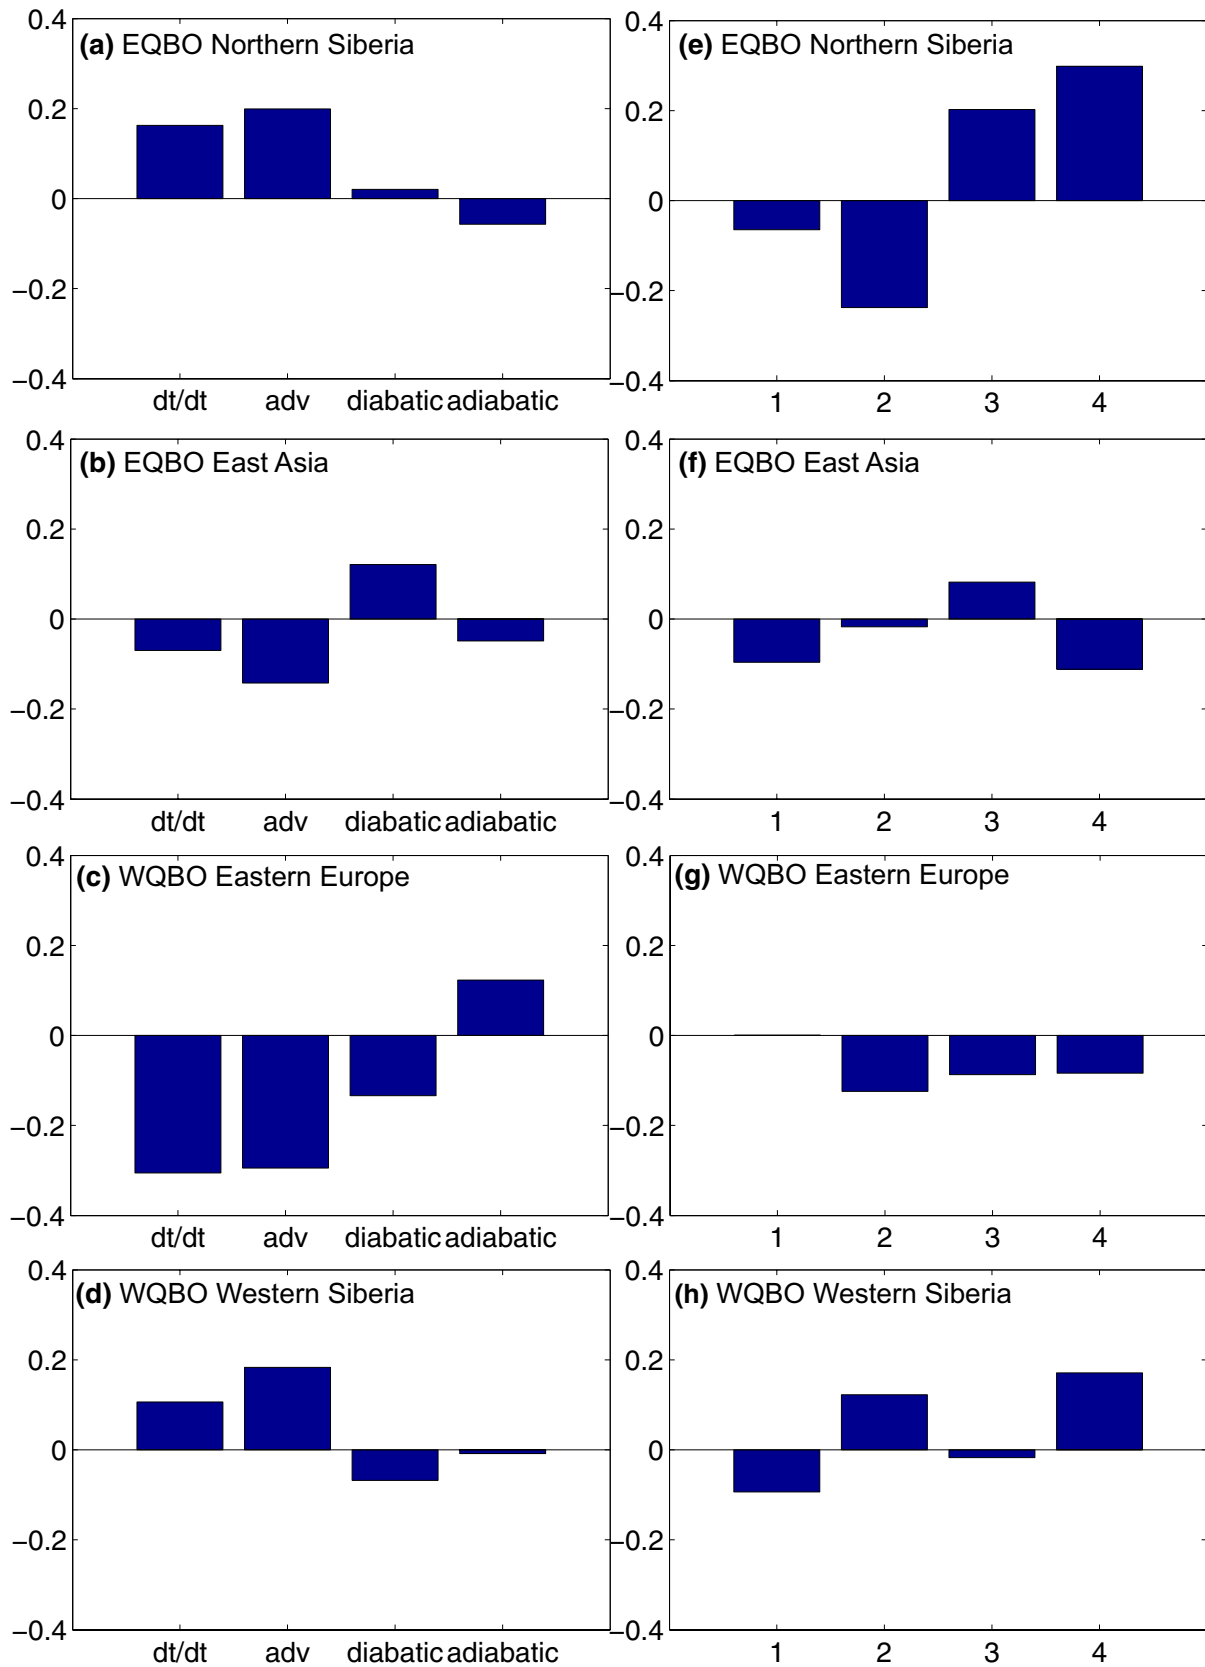 (a) EQBO Northern Siberia
0.4
0.2
0
−0.2
−0.4
dt/dt adv diabatic adiabatic
(e) EQBO Northern Siberia
0.4
0.2
0
−0.2
−0.4
1 2 3 4
(b) EQBO East Asia
0.4
0.2
0
−0.2
−0.4
dt/dt adv diabatic adiabatic
(f) EQBO East Asia
0.4
0.2
0
−0.2
−0.4
1 2 3 4
(c) WQBO Eastern Europe
0.4
0.2
0
−0.2
−0.4
dt/dt adv diabatic adiabatic
(g) WQBO Eastern Europe
0.4
0.2
0
−0.2
−0.4
1 2 3 4
(d) WQBO Western Siberia
0.4
0.2
0
−0.2
−0.4
dt/dt adv diabatic adiabatic
(h) WQBO Western Siberia
0.4
0.2
0
−0.2
−0.4
1 2 3 4